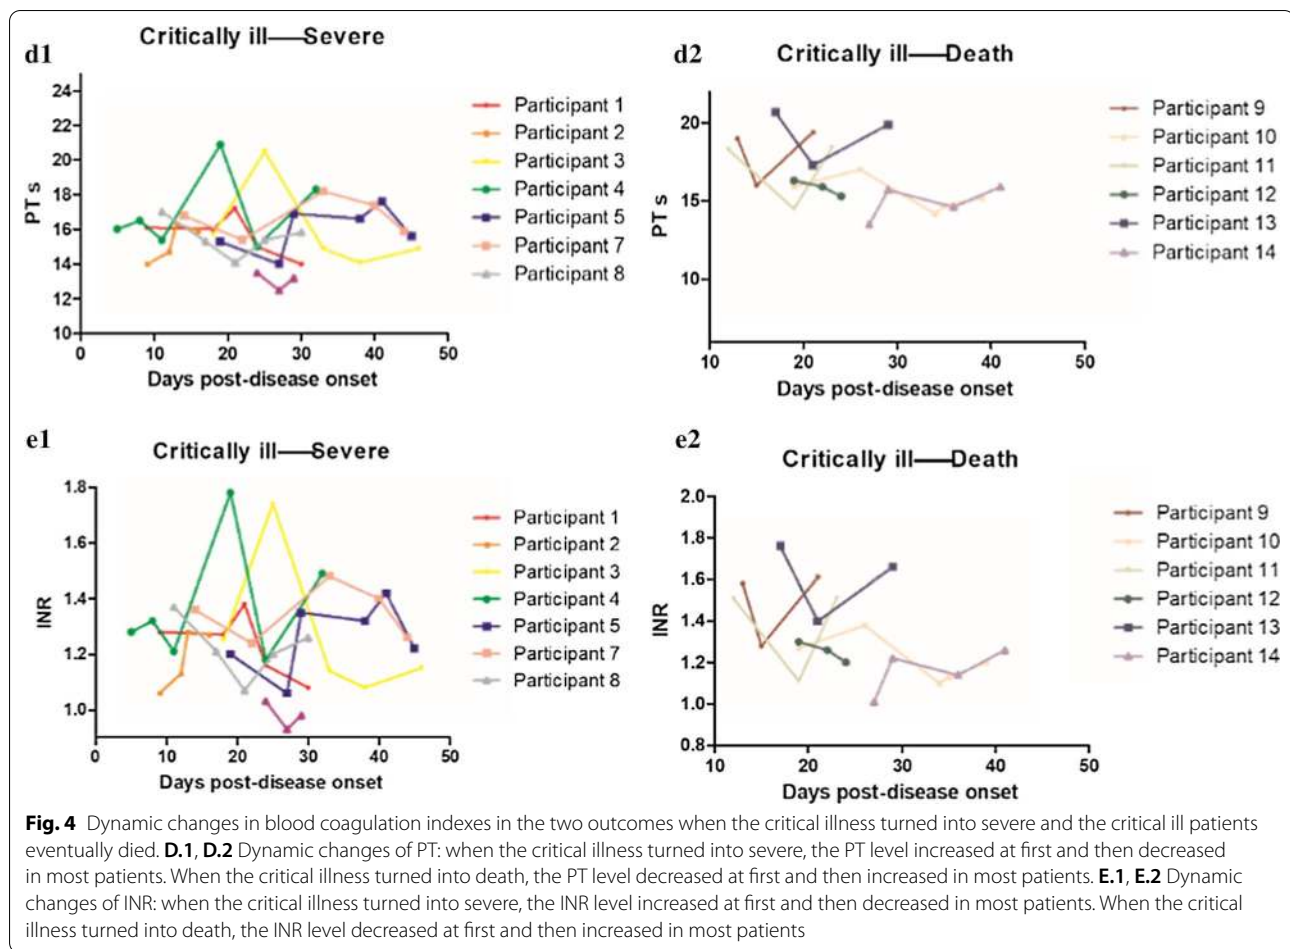 d1
Critically ill—Severe
PTs
24
22
20
18
16
14
12
10
0
10
20
30
40
50
Days post-disease onset
Participant 1
Participant 2
Participant 3
Participant 4
Participant 5
Participant 7
Participant 8
d2
Critically ill—Death
PTs
20
15
10
10
20
30
40
50
Days post-disease onset
Participant 9
Participant 10
Participant 11
Participant 12
Participant 13
Participant 14
e1
Critically ill—Severe
INR
1.8
1.6
1.4
1.2
1.0
0
10
20
30
40
50
Days post-disease onset
Participant 1
Participant 2
Participant 3
Participant 4
Participant 5
Participant 7
Participant 8
e2
Critically ill—Death
INR
2.0
1.8
1.6
1.4
1.2
1.0
0.8
10
20
30
40
50
Days post-disease onset
Participant 9
Participant 10
Participant 11
Participant 12
Participant 13
Participant 14
Fig. 4 Dynamic changes in blood coagulation indexes in the two outcomes when the critical illness turned into severe and the critical ill patients
eventually died. D.1, D.2 Dynamic changes of PT: when the critical illness turned into severe, the PT level increased at first and then decreased
in most patients. When the critical illness turned into death, the PT level decreased at first and then increased in most patients. E.1, E.2 Dynamic
changes of INR: when the critical illness turned into severe, the INR level increased at first and then decreased in most patients. When the critical
illness turned into death, the INR level decreased at first and then increased in most patients